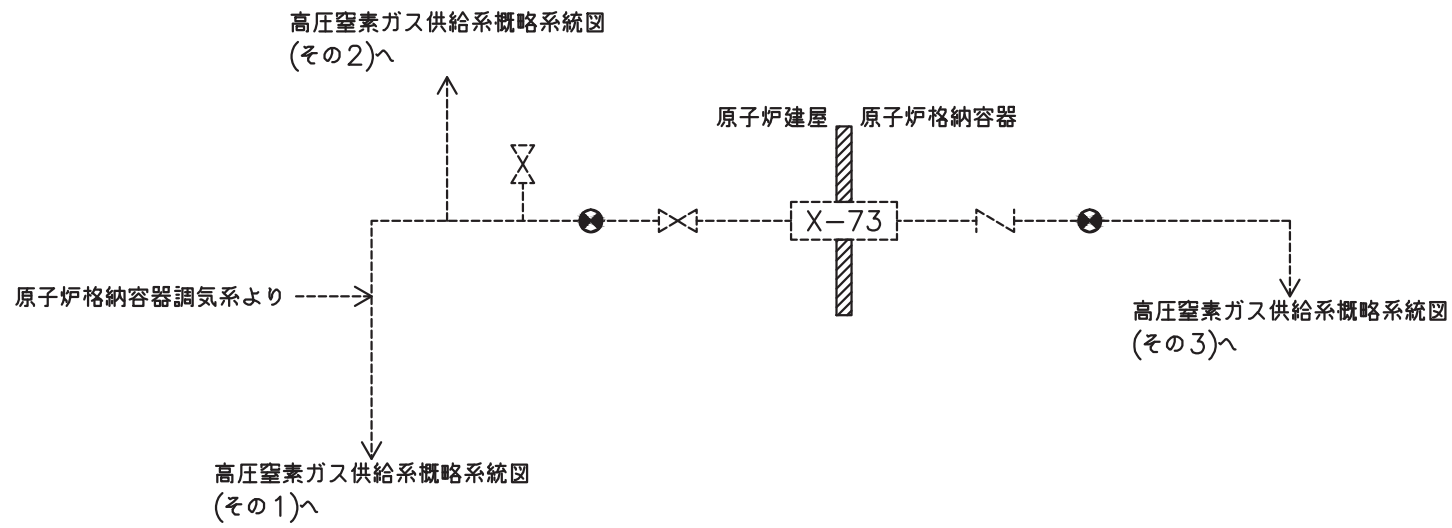 高圧窒素ガス供給系概略系統図
(その2)へ
原子炉建屋
原子炉格納容器
X-73
原子炉格納容器調気系より
高圧窒素ガス供給系概略系統図
(その3)へ
高圧窒素ガス供給系概略系統図
(その1)へ